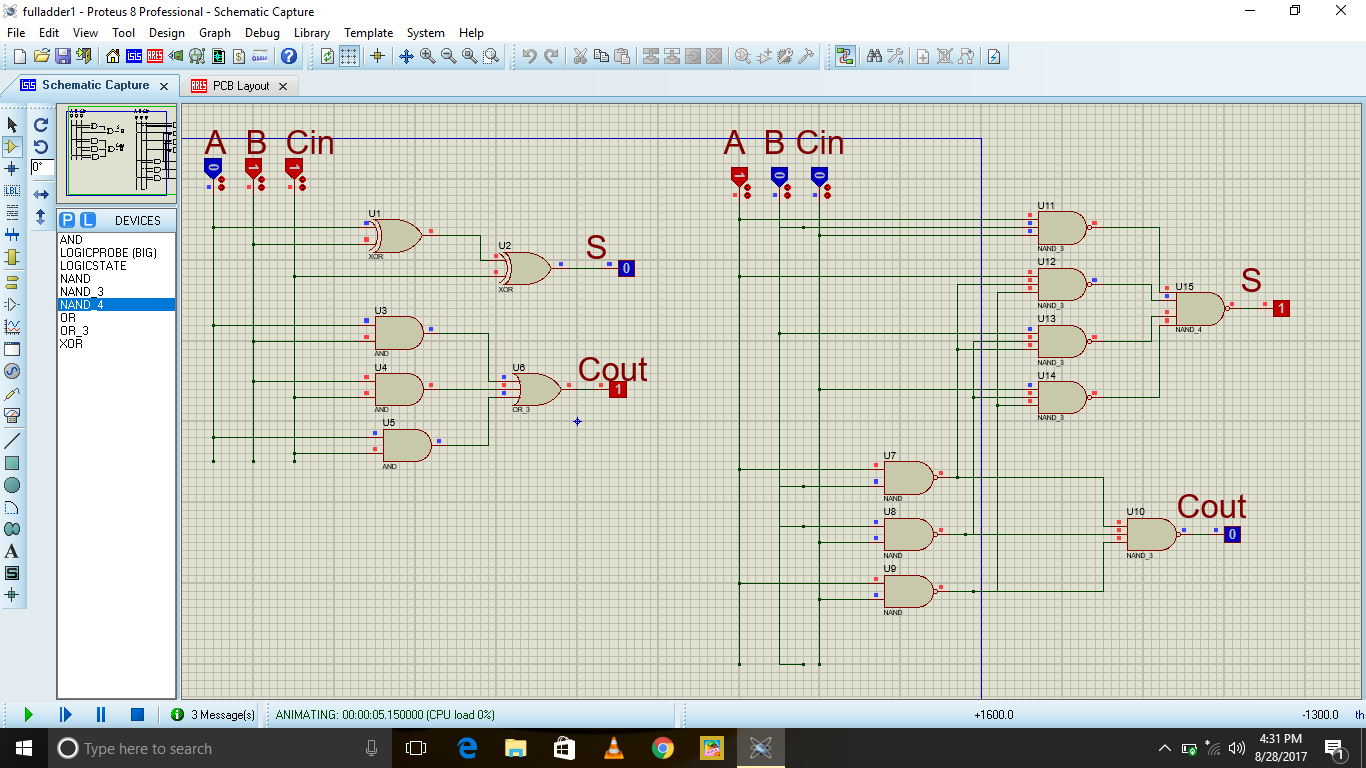 fulladder1 - Proteus 8 Professional - Schematic Capture
File Edit View Tool Design Graph Debug Library Template System Help
Schematic Capture
PCB Layout
0°
P L DEVICES
AND
LOGICPROBE (BIG)
LOGICSTATE
NAND
NAND_3
NAND_4
OR
OR_3
XOR
A B Cin
0 1 1
U1
XOR
U2
XOR
S
0
U3
AND
U4
AND
U5
AND
U6
OR_3
Cout
1
A B Cin
1 0 0
U11
NAND_3
U12
NAND_3
U13
NAND_3
U14
NAND_3
U15
NAND_4
S
1
U7
NAND
U8
NAND
U9
NAND
U10
NAND_3
Cout
0
3 Message(s)
ANIMATING: 00:00:05.150000 (CPU load 0%)
+1600.0
-1300.0
th
Type here to search
4:31 PM
8/28/2017
1